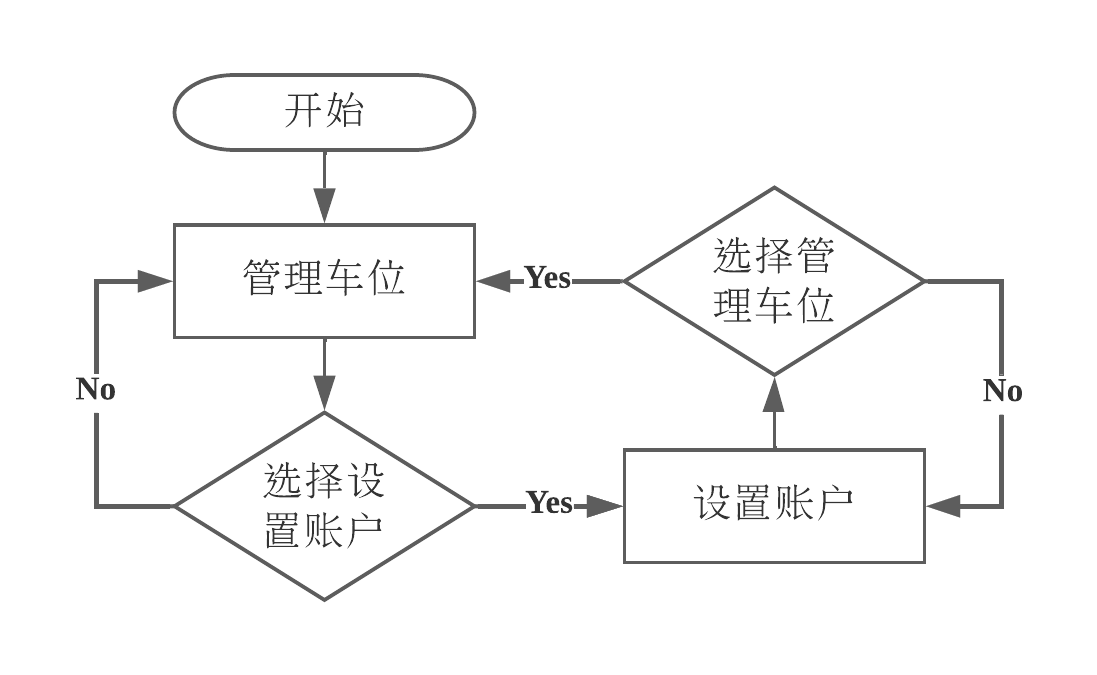 开始
管理车位
Yes
选择管
理车位
No
No
选择设
置账户
Yes
设置账户